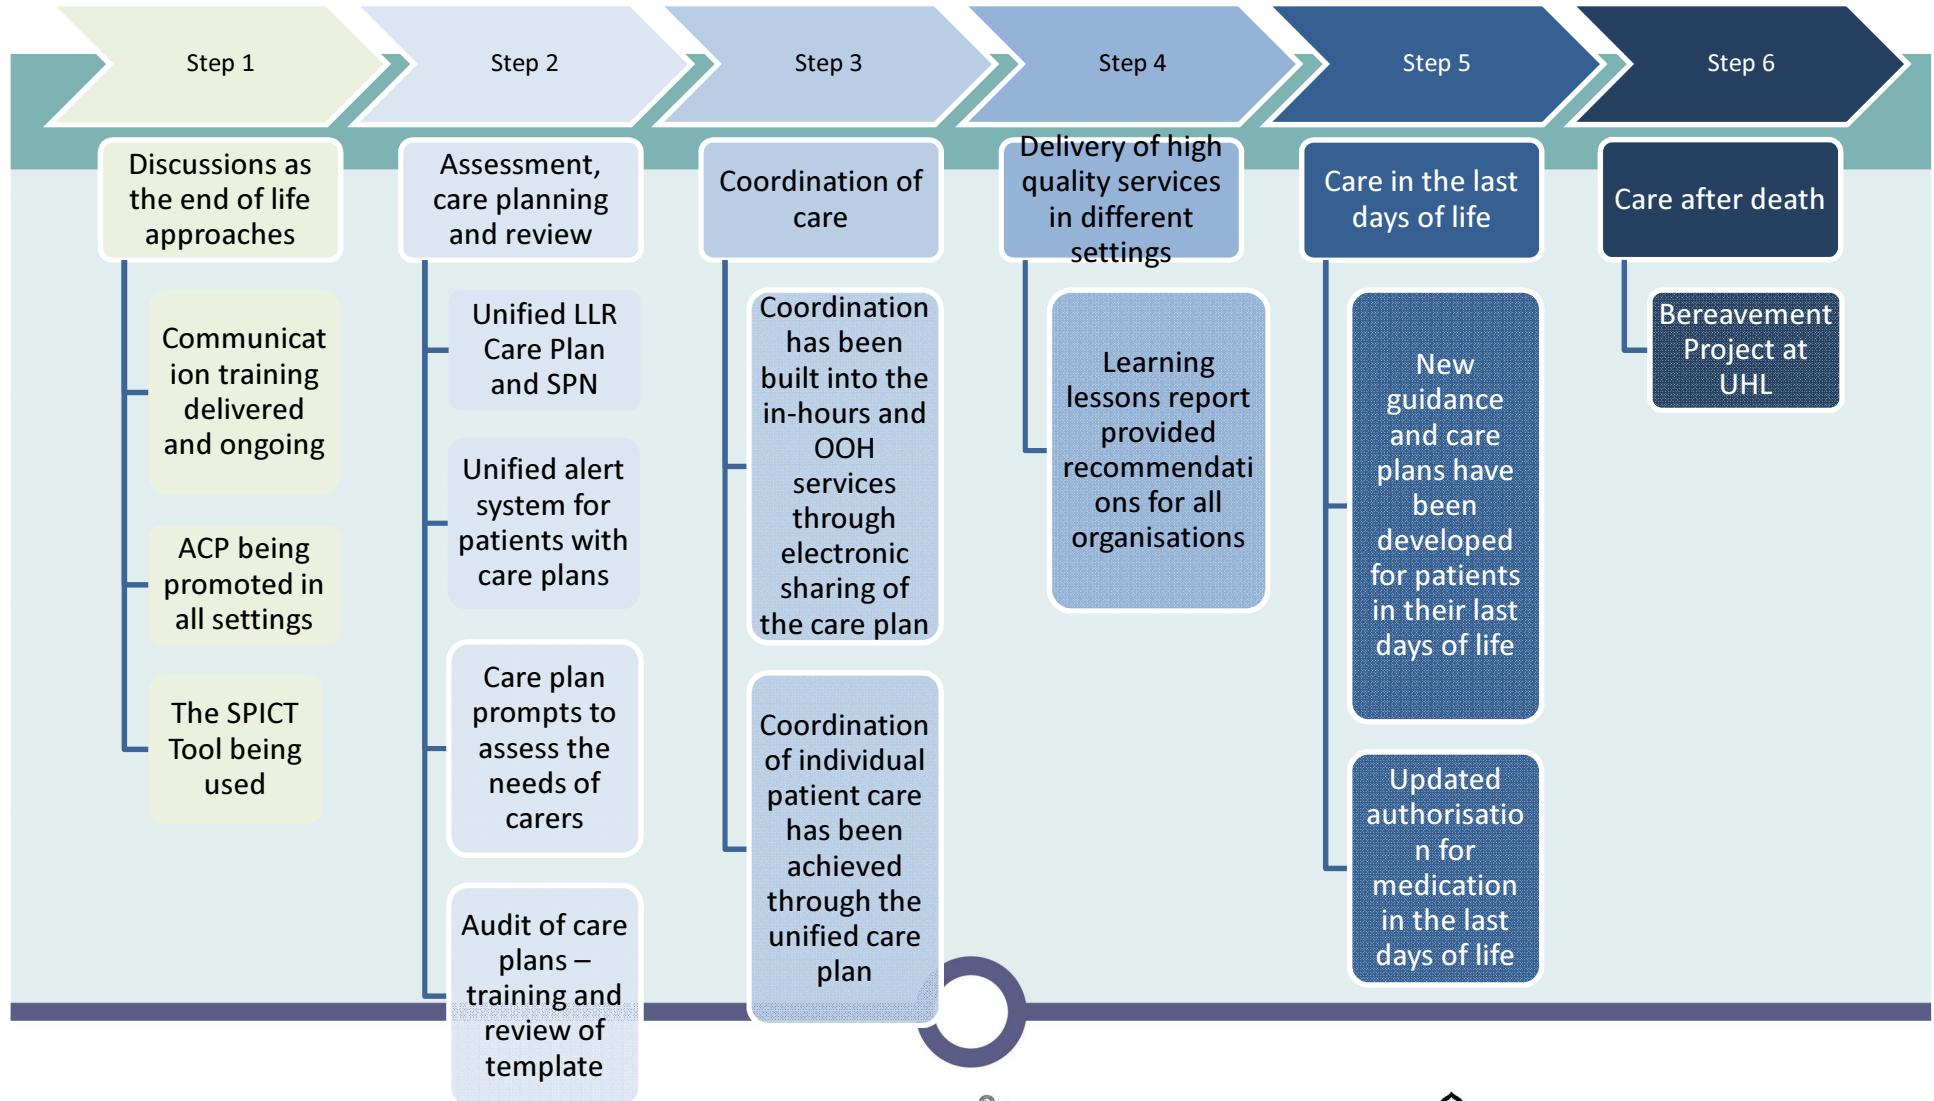 Step 1
Step 2
Step 3
Step 4
Step 5
Step 6
Discussions as
the end of life
approaches
Communicat
ion training
delivered
and ongoing
ACP being
promoted in
all settings
The SPICT
Tool being
used
Assessment,
care planning
and review
Unified LLR
Care Plan
and SPN
Unified alert
system for
patients with
care plans
Care plan
prompts to
assess the
needs of
carers
Audit of care
plans –
training and
review of
template
Coordination of
care
Coordination
has been
built into the
in-hours and
OOH
services
through
electronic
sharing of
the care plan
Coordination
of individual
patient care
has been
achieved
through the
unified care
plan
Delivery of high
quality services
in different
settings
Learning
lessons report
provided
recommendati
ons for all
organisations
Care in the last
days of life
New
guidance
and care
plans have
been
developed
for patients
in their last
days of life
Updated
authorisatio
n for
medication
in the last
days of life
Care after death
Bereavement
Project at
UHL